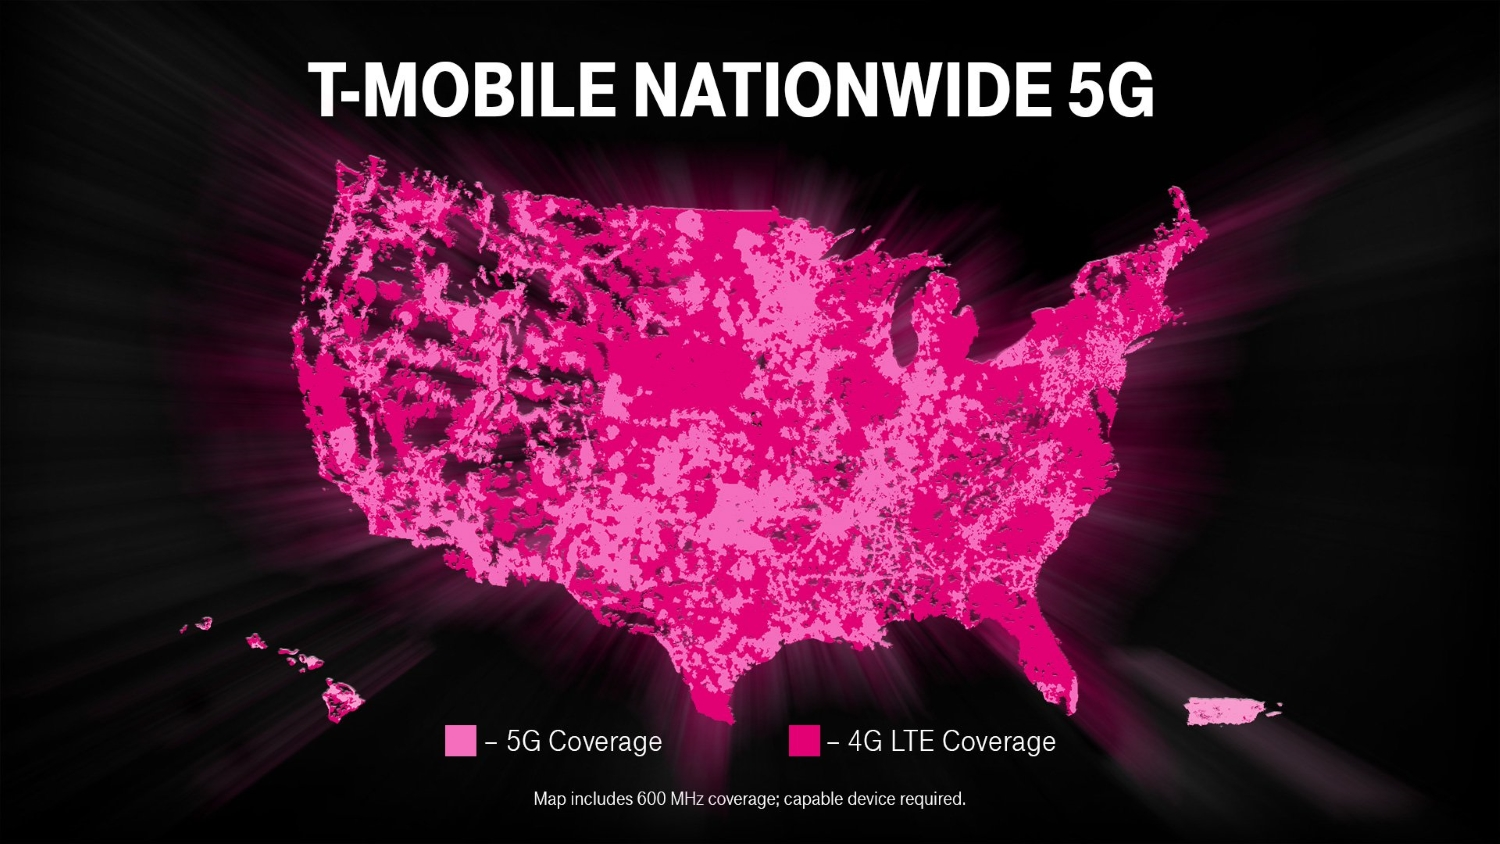 T-MOBILE NATIONWIDE 5G
– 5G Coverage
– 4G LTE Coverage
Map includes 600 MHz coverage; capable device required.